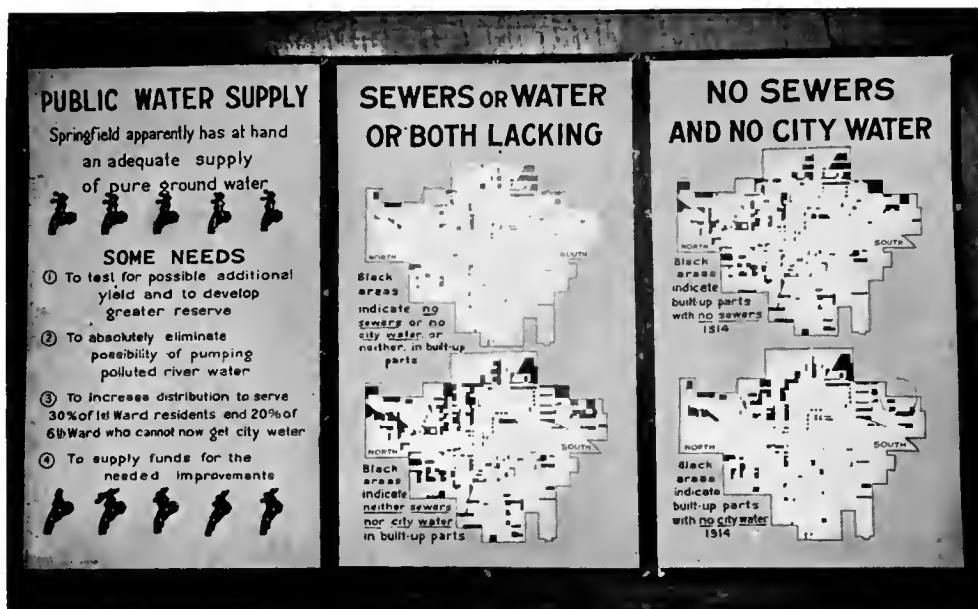 PUBLIC WATER SUPPLY
Springfield apparently has at hand
an adequate supply
of pure ground water
SOME NEEDS
① To test for possible additional
yield and to develop
greater reserve
② To absolutely eliminate
possibility of pumping
polluted river water
③ To increase distribution to serve
30% of 1st Ward residents and 20% of
6th Ward who cannot now get city water
④ To supply funds for the
needed improvements
SEWERS OR WATER
OR BOTH LACKING
NORTH
SOUTH
Black
areas
indicate no
sewers or no
city water, or
neither, in built-up
parts
NORTH
SOUTH
Black
areas
indicate
neither sewers
nor city water
in built-up parts
NO SEWERS
AND NO CITY WATER
NORTH
SOUTH
Black
areas
indicate
built-up parts
with no sewers
1914
NORTH
SOUTH
Black
areas
indicate
built-up parts
with no city water
1914